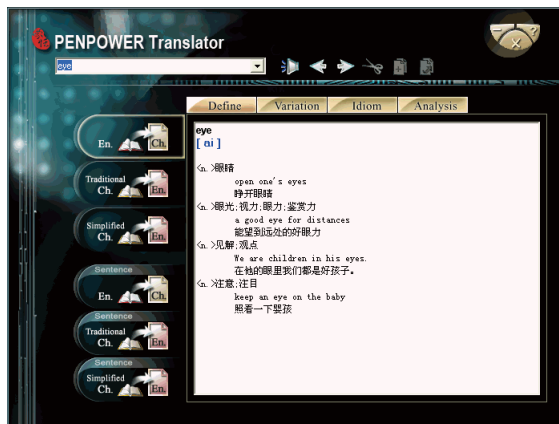 PENPOWER Translator
eye
Define Variation Idiom Analysis
En. Ch.
Traditional
Ch. En.
Simplified
Ch. En.
Sentence
En. Ch.
Sentence
Traditional
Ch. En.
Sentence
Simplified
Ch. En.
eye
[ ai ]
<n. >眼睛
open one's eyes
睁开眼睛
<n. >眼光;视力;眼力;鉴赏力
a good eye for distances
能望到远处的好眼力
<n. >见解;观点
We are children in his eyes.
在他的眼里我们都是好孩子。
<n. >注意;注目
keep an eye on the baby
照看一下婴孩